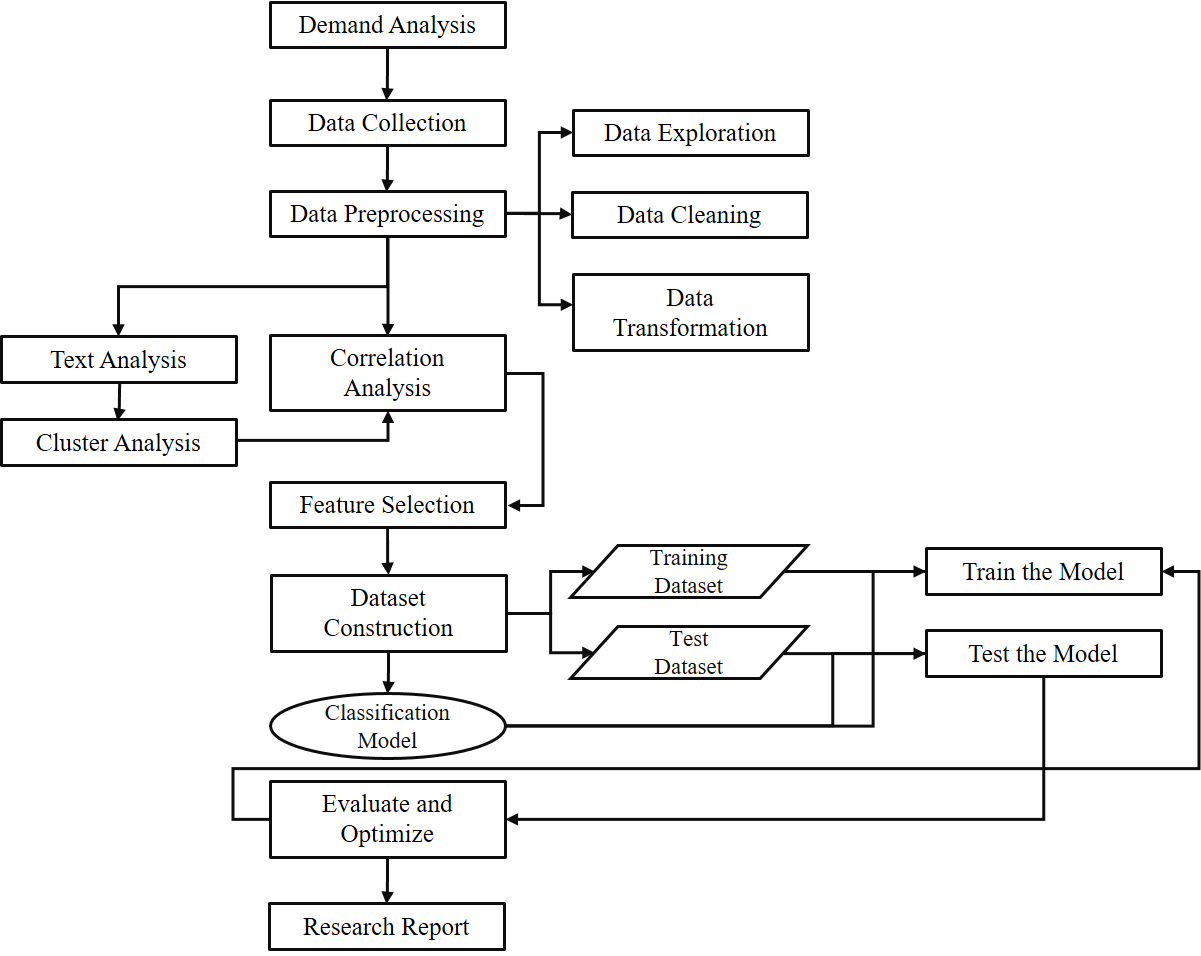 Demand Analysis
Data Collection
Data Exploration
Data Preprocessing
Data Cleaning
Data
Transformation
Text Analysis
Correlation
Analysis
Cluster Analysis
Feature Selection
Training
Dataset
Train the Model
Dataset
Construction
Test
Dataset
Test the Model
Classification
Model
Evaluate and
Optimize
Research Report